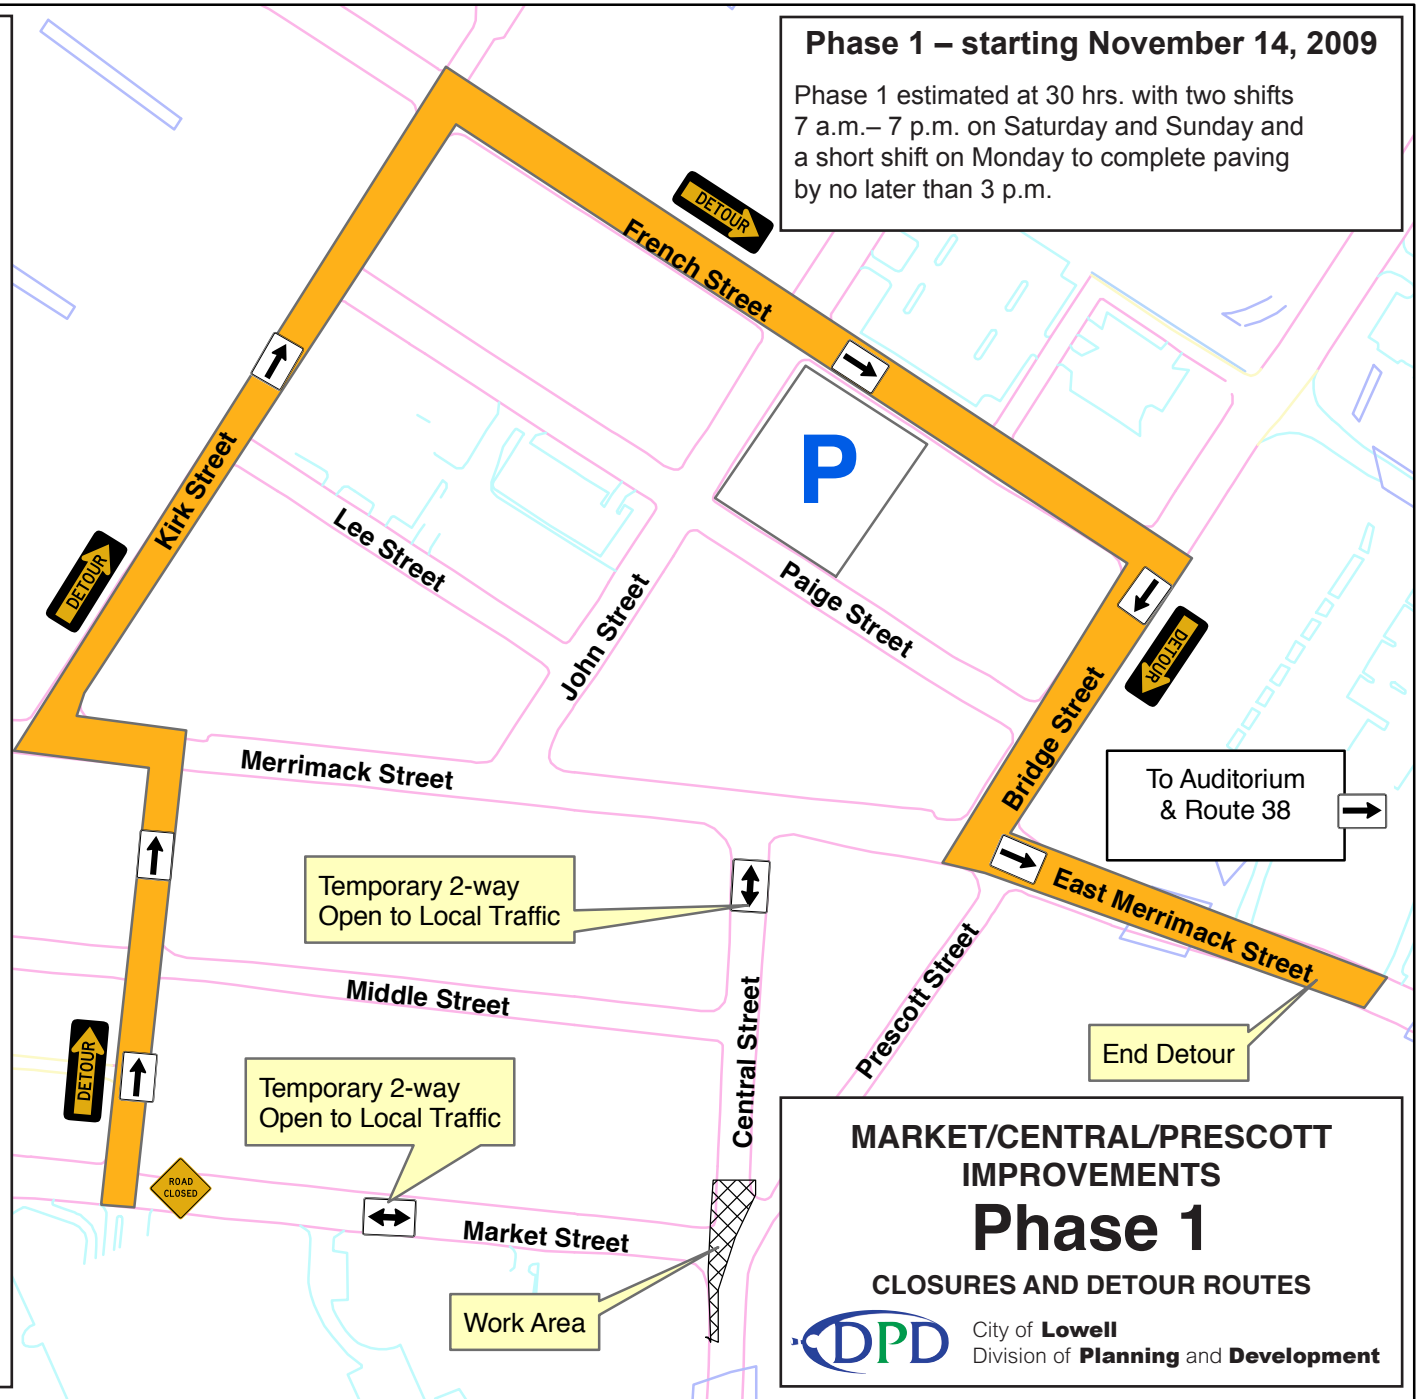 Phase 1 – starting November 14, 2009
Phase 1 estimated at 30 hrs. with two shifts
7 a.m.– 7 p.m. on Saturday and Sunday and
a short shift on Monday to complete paving
by no later than 3 p.m.
DETOUR
French Street
P
Kirk Street
Lee Street
DETOUR
John Street
Paige Street
DETOUR
Bridge Street
Merrimack Street
To Auditorium
& Route 38
Temporary 2-way
Open to Local Traffic
East Merrimack Street
Prescott Street
Middle Street
Central Street
End Detour
DETOUR
Temporary 2-way
Open to Local Traffic
ROAD
CLOSED
Market Street
Work Area
MARKET/CENTRAL/PRESCOTT
IMPROVEMENTS
Phase 1
CLOSURES AND DETOUR ROUTES
DPD
City of Lowell
Division of Planning and Development